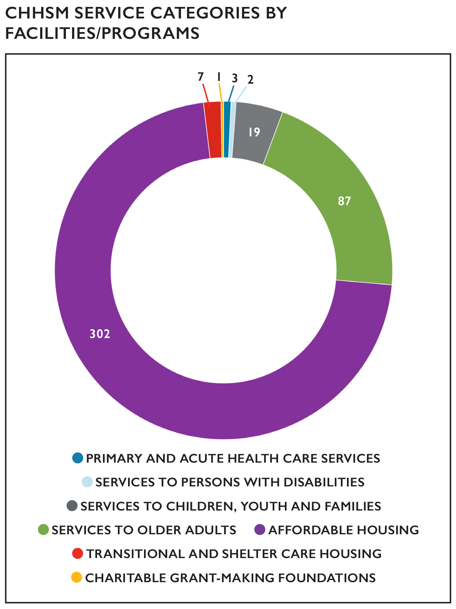 CHHSM SERVICE CATEGORIES BY
FACILITIES/PROGRAMS
7 1 3 2
19
87
302
PRIMARY AND ACUTE HEALTH CARE SERVICES
SERVICES TO PERSONS WITH DISABILITIES
SERVICES TO CHILDREN, YOUTH AND FAMILIES
SERVICES TO OLDER ADULTS AFFORDABLE HOUSING
TRANSITIONAL AND SHELTER CARE HOUSING
CHARITABLE GRANT-MAKING FOUNDATIONS